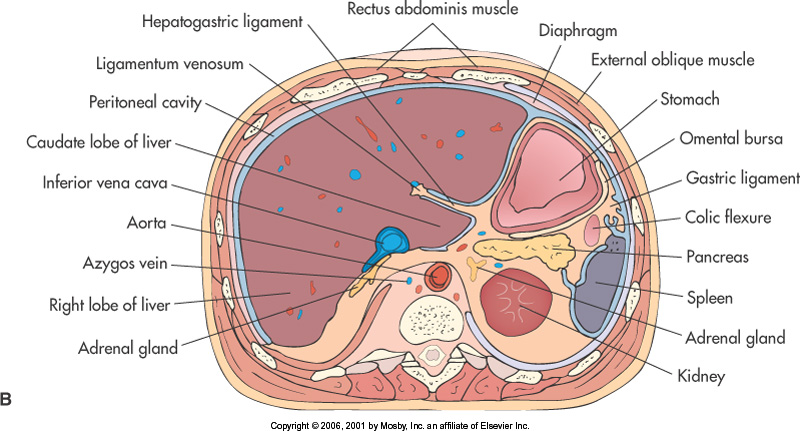 Rectus abdominis muscle
Hepatogastric ligament
Ligamentum venosum
Peritoneal cavity
Caudate lobe of liver
Inferior vena cava
Aorta
Azygos vein
Right lobe of liver
Adrenal gland
Diaphragm
External oblique muscle
Stomach
Omental bursa
Gastric ligament
Colic flexure
Pancreas
Spleen
Adrenal gland
Kidney
B
Copyright © 2006, 2001 by Mosby, Inc. an affiliate of Elsevier Inc.